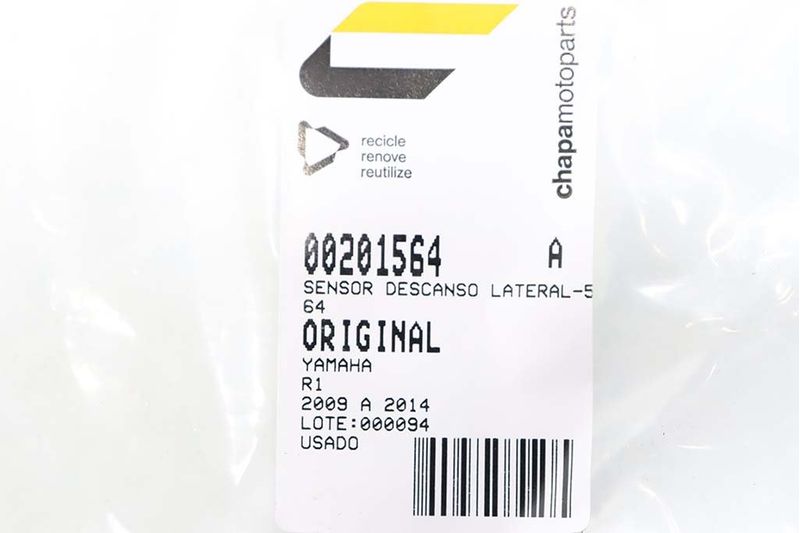 chapamotoparts
recicle
renove
reutilize
00201564 A
SENSOR DESCANSO LATERAL-5
64
ORIGINAL
YAMAHA
R1
2009 A 2014
LOTE:000094
USADO